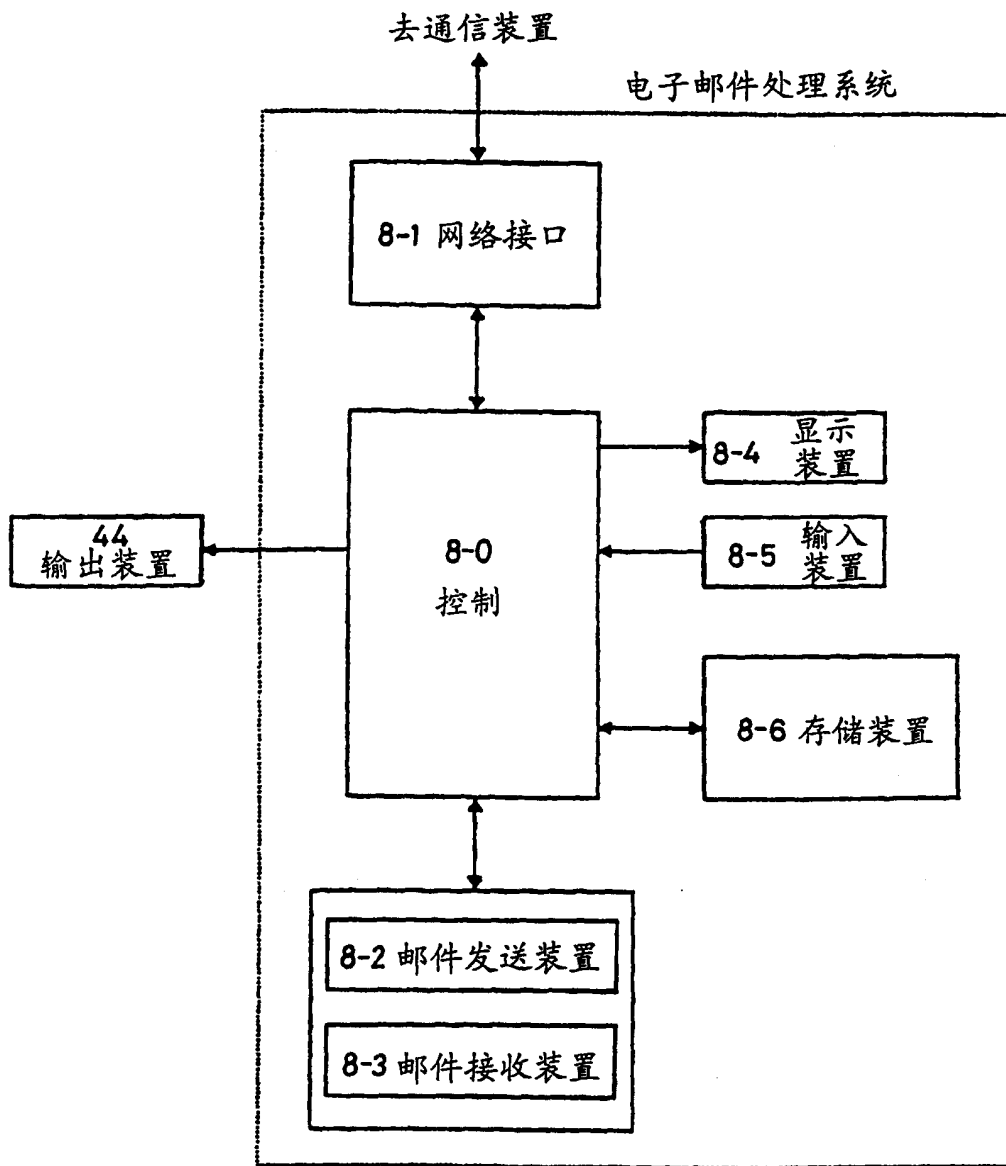 去通信装置
电子邮件处理系统
8-1 网络接口
8-4 显示
装置
44
输出装置
8-0
控制
8-5 输入
装置
8-6 存储装置
8-2 邮件发送装置
8-3 邮件接收装置